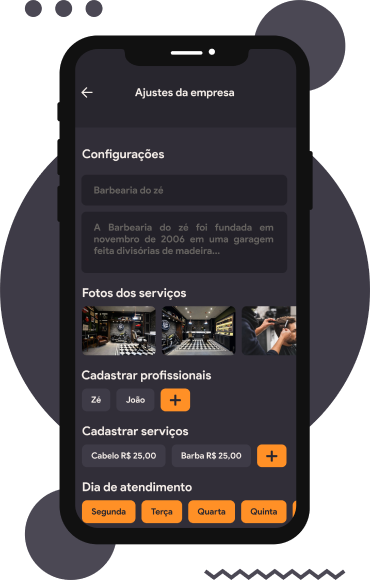 Ajustes da empresa
Configurações
Barbearia do zé
A Barbearia do zé foi fundada em
novembro de 2006 em uma garagem
feita divisórias de madeira...
Fotos dos serviços
Cadastrar profissionais
Zé João +
Cadastrar serviços
Cabelo R$ 25,00 Barba R$ 25,00 +
Dia de atendimento
Segunda Terça Quarta Quinta